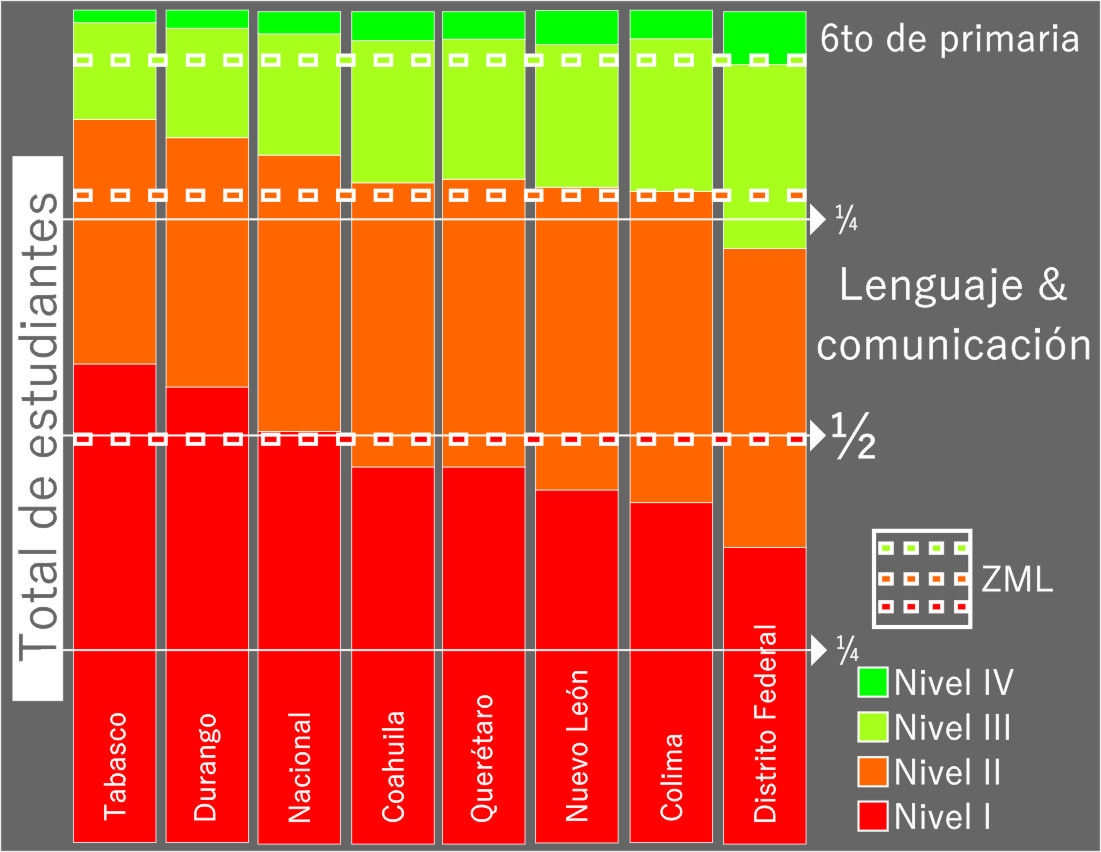 6to de primaria
Total de estudiantes
¼
Lenguaje &
comunicación
½
ZML
¼
Nivel IV
Nivel III
Nivel II
Nivel I
Tabasco
Durango
Nacional
Coahuila
Querétaro
Nuevo León
Colima
Distrito Federal